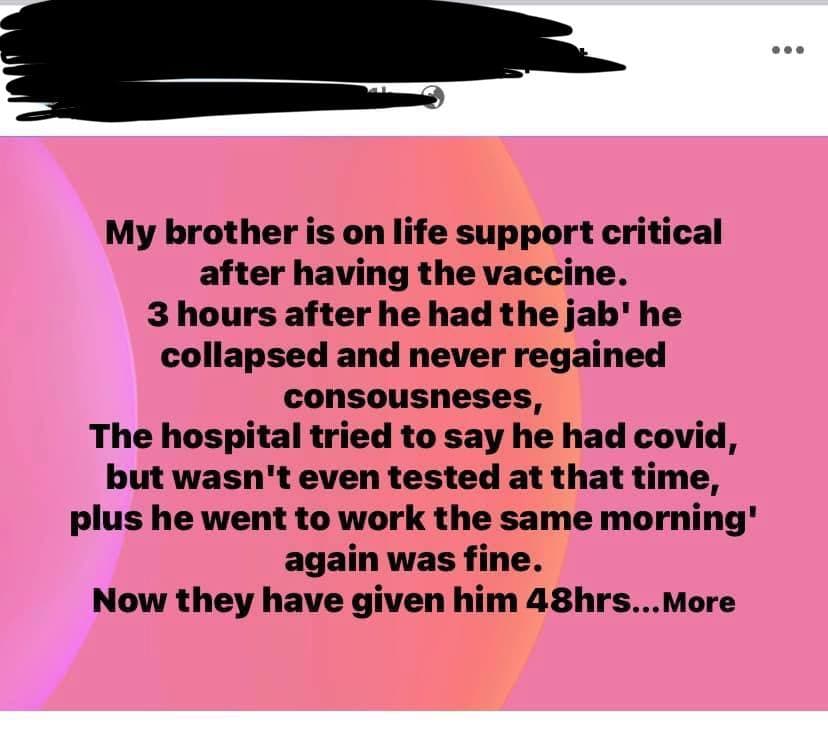 My brother is on life support critical
after having the vaccine.
3 hours after he had the jab' he
collapsed and never regained
consousneses,
The hospital tried to say he had covid,
but wasn't even tested at that time,
plus he went to work the same morning'
again was fine.
Now they have given him 48hrs...More